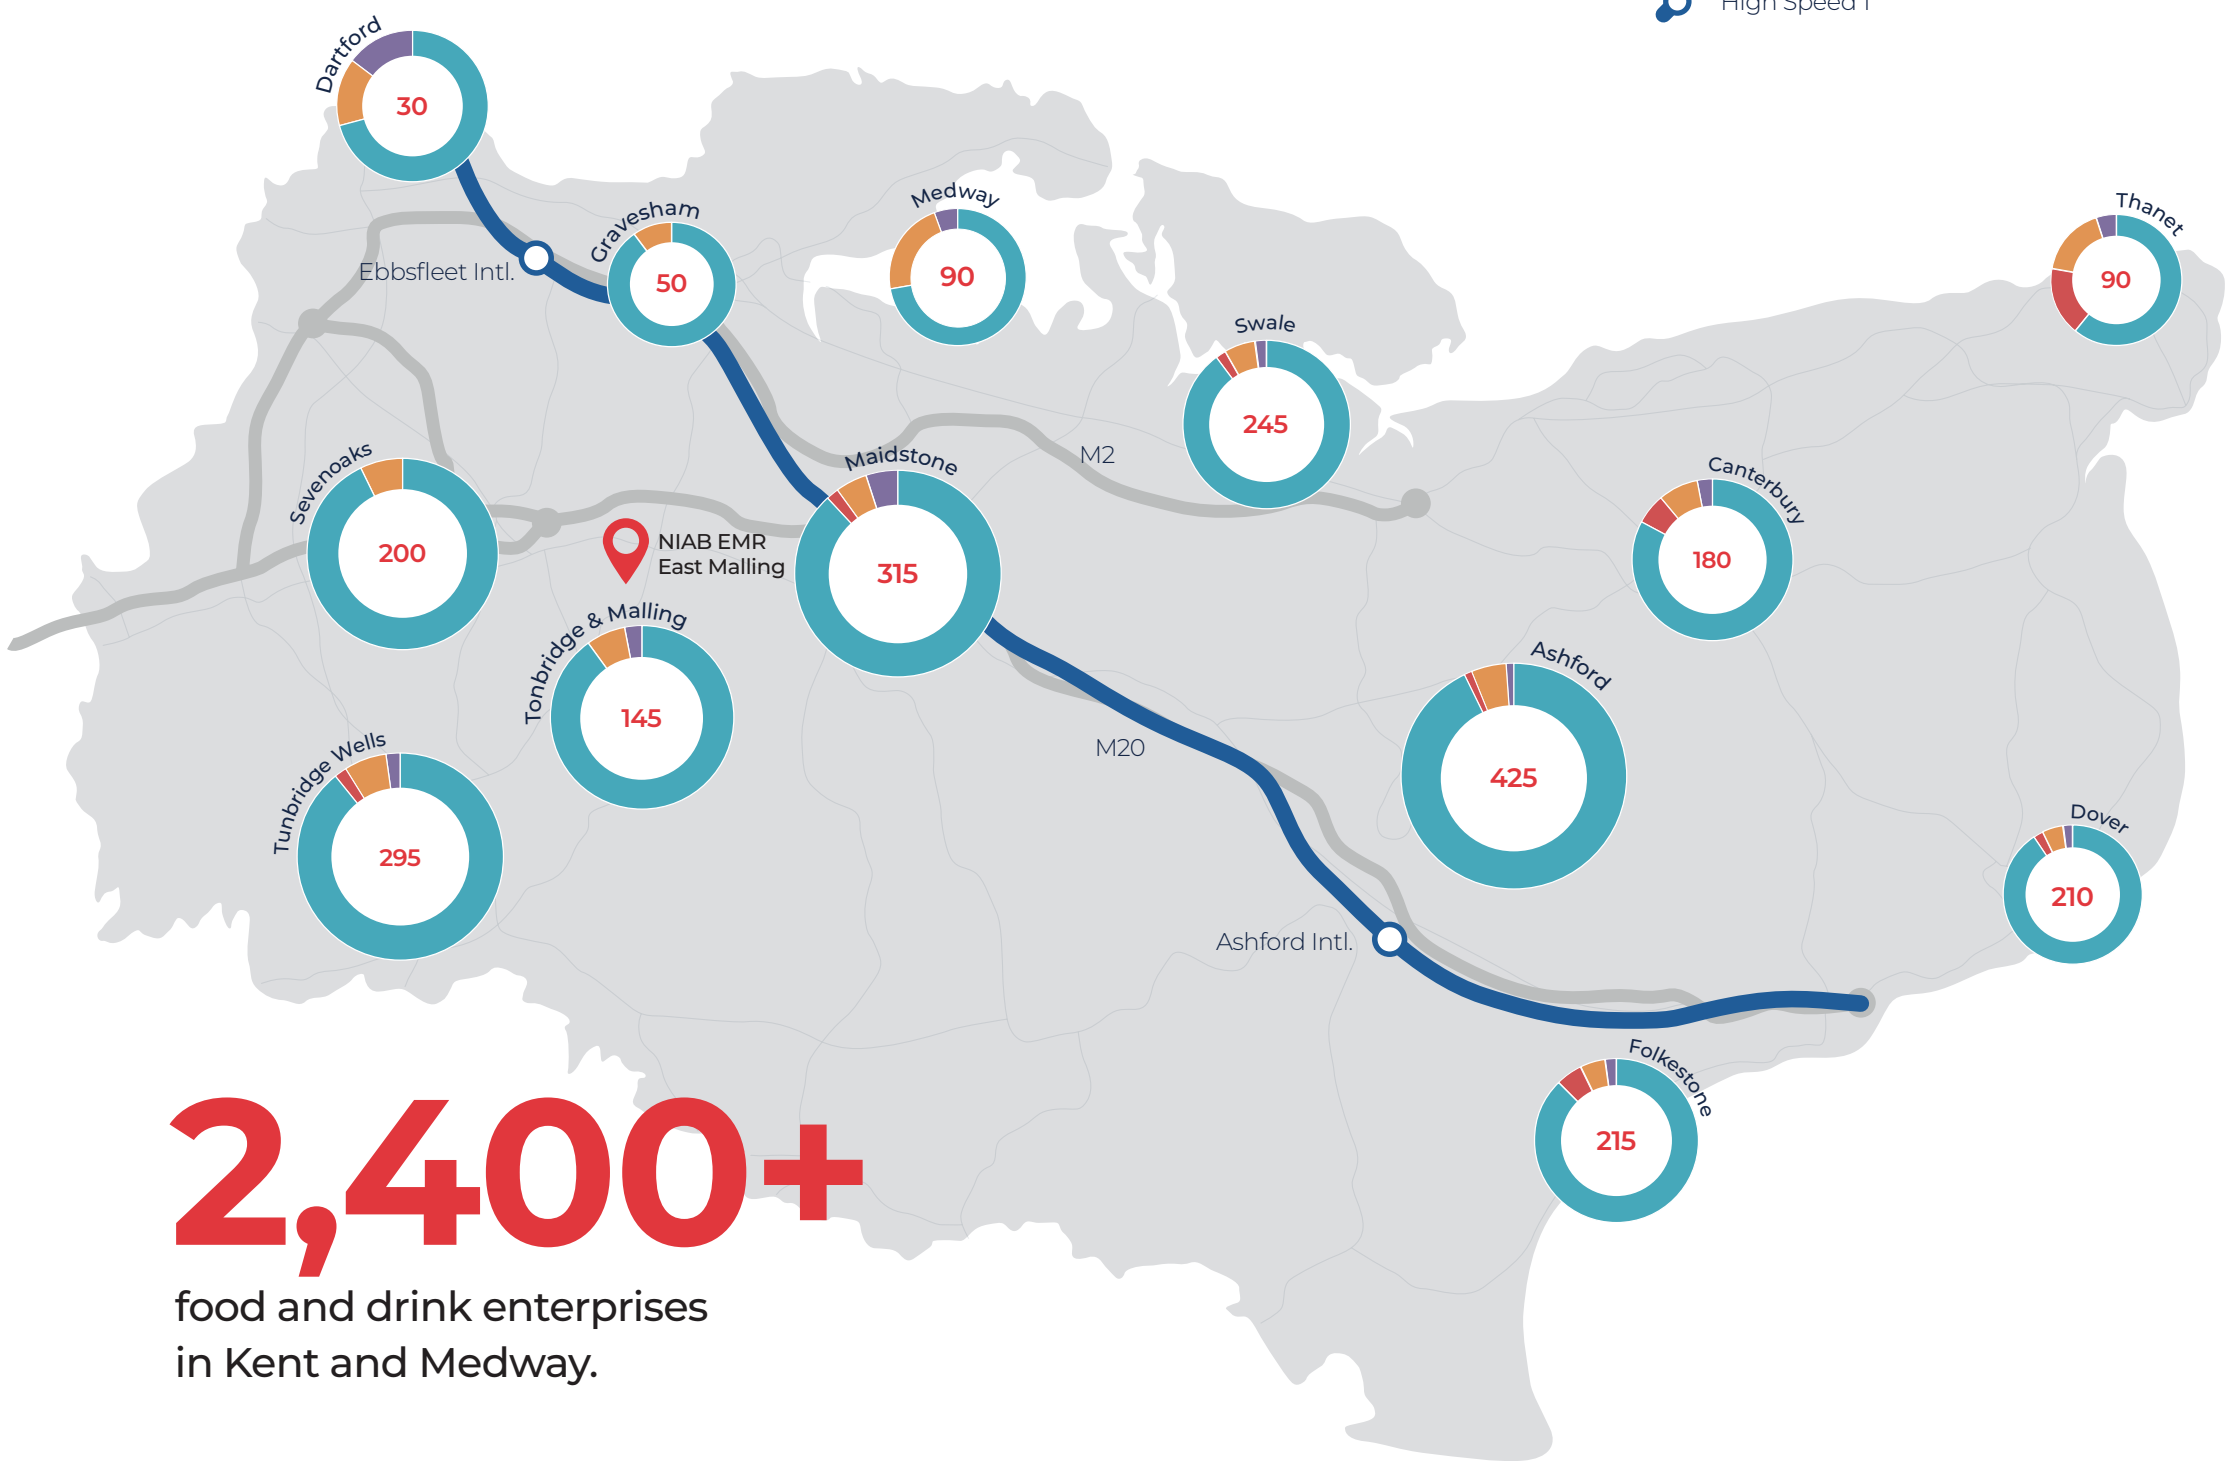 High Speed 1
Dartford
30
Ebbsfleet Intl.
Gravesham
50
Medway
90
Thanet
90
Swale
245
M2
Sevenoaks
200
NIAB EMR
East Malling
Maidstone
315
Canterbury
180
Tonbridge & Malling
145
Ashford
425
M20
Tunbridge Wells
295
Dover
210
Ashford Intl.
Folkestone
215
2,400+
food and drink enterprises
in Kent and Medway.